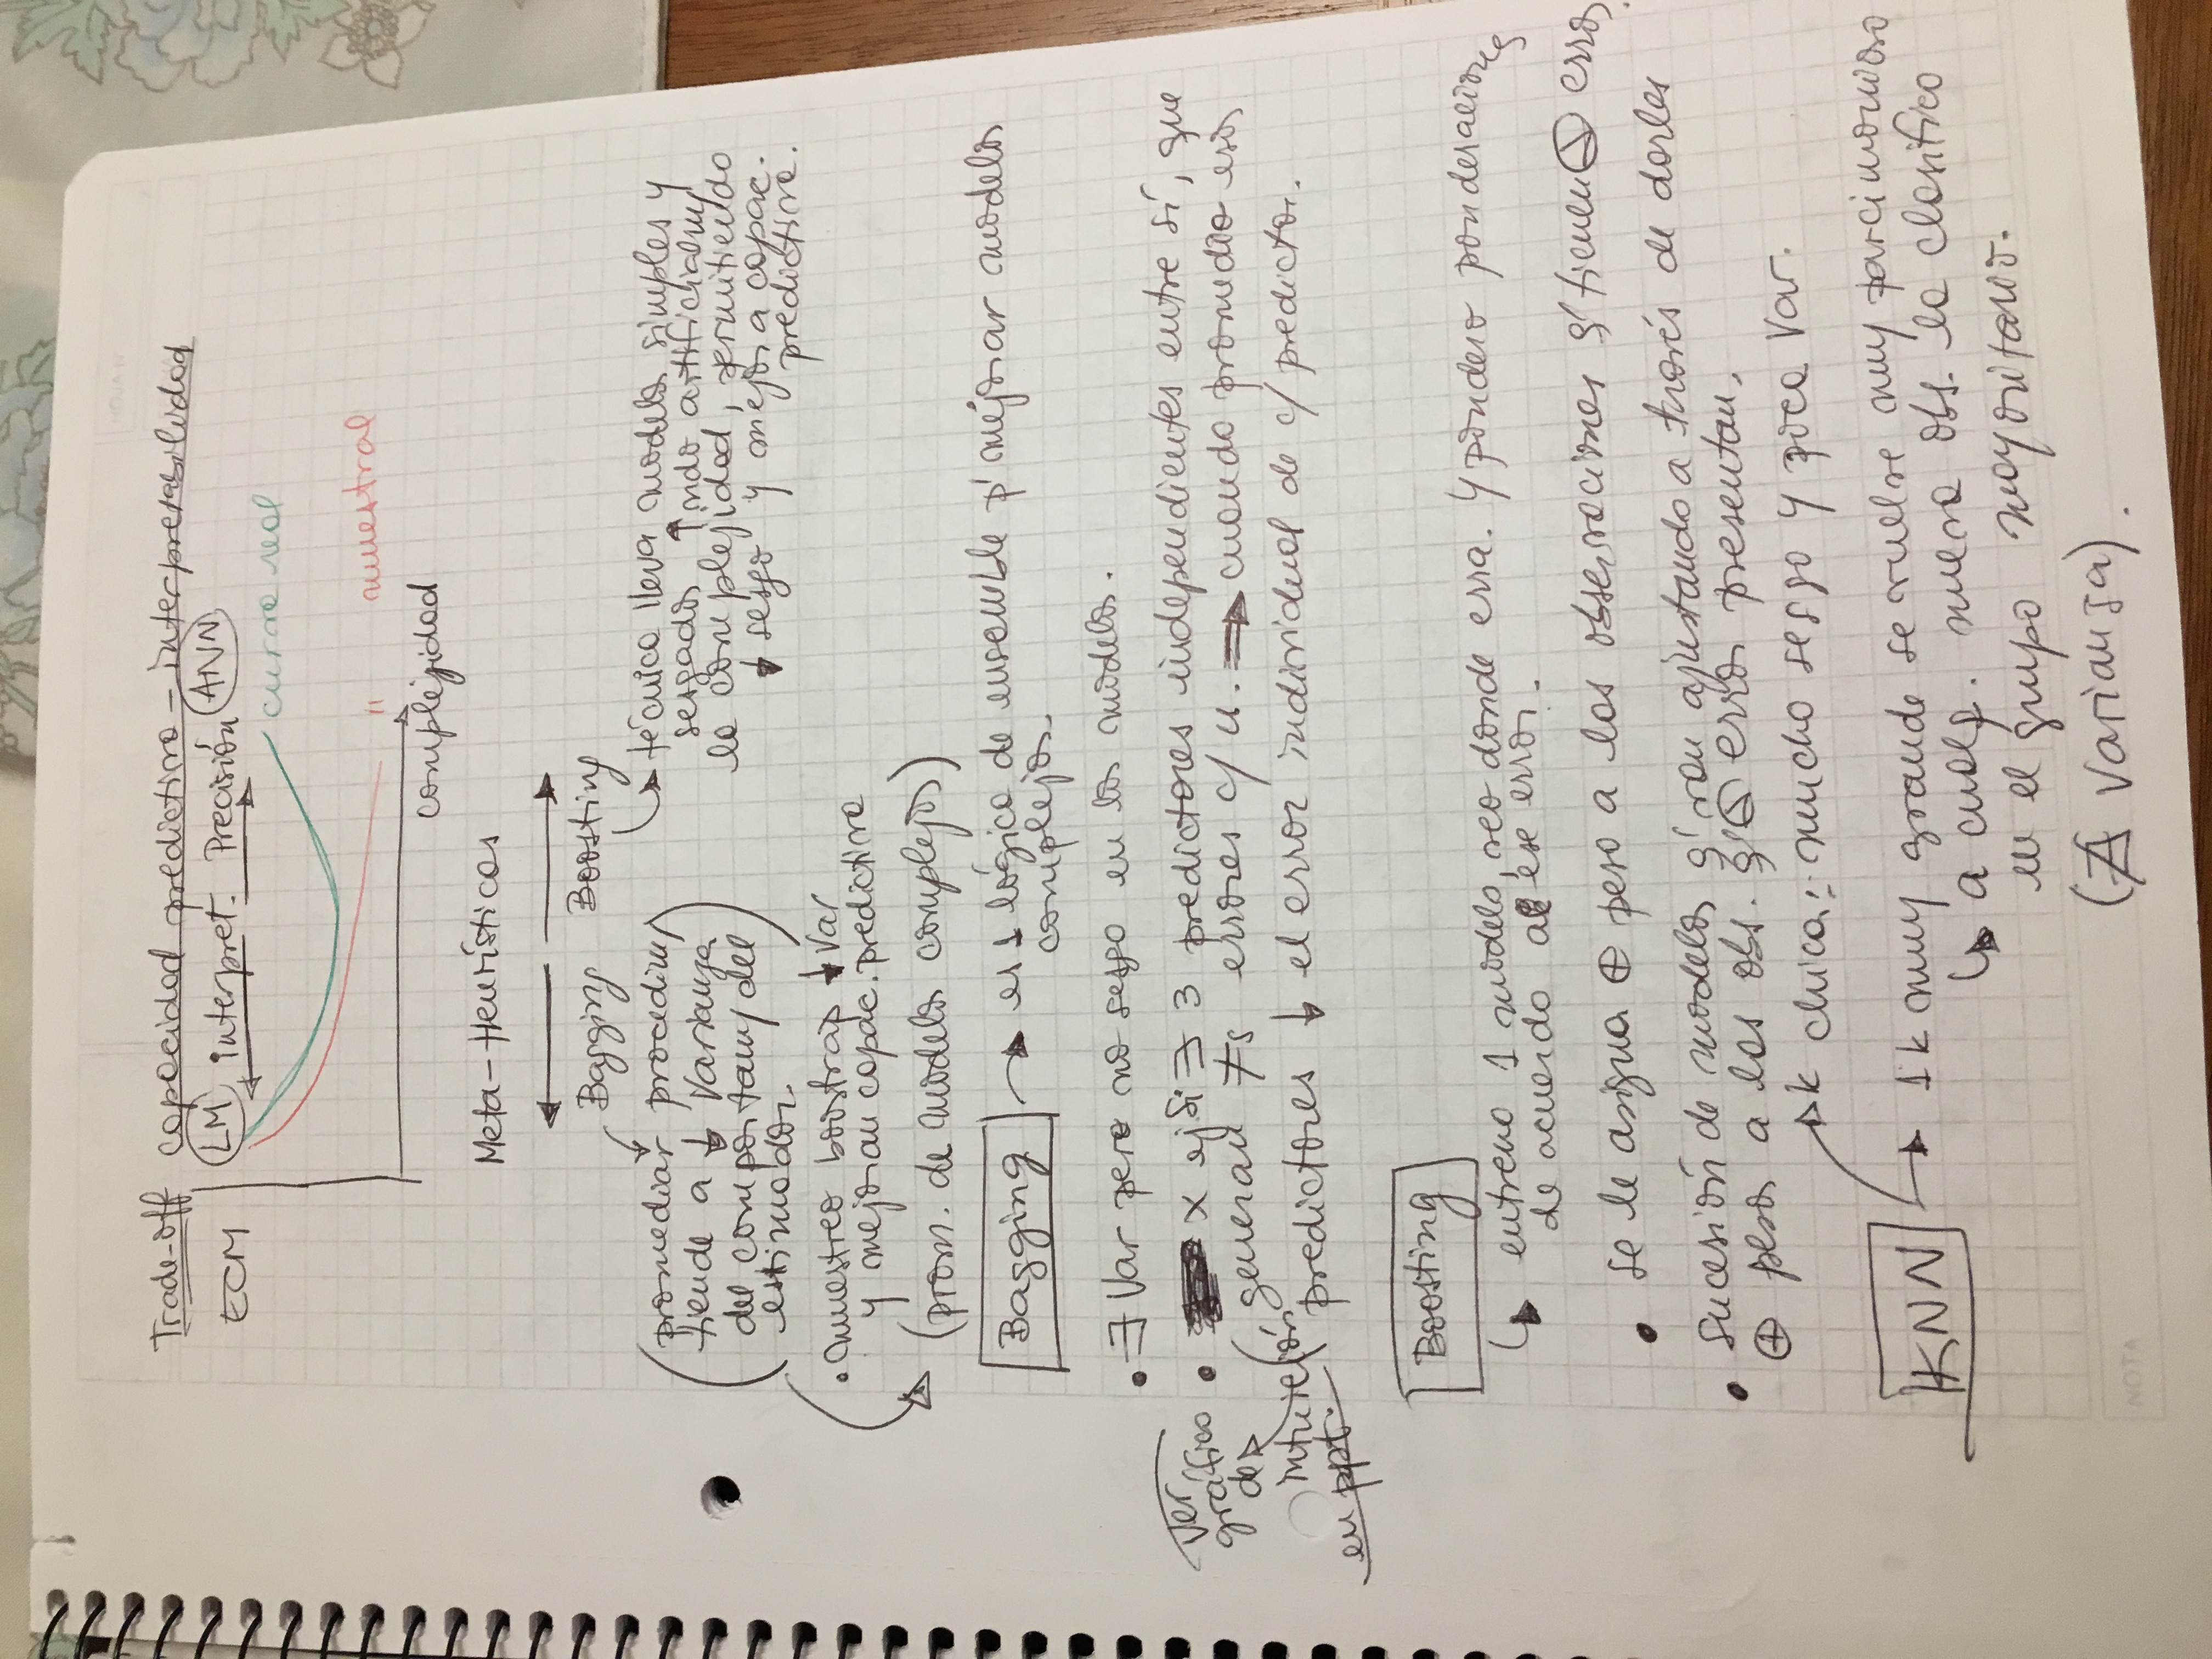 Trade-off capacidad predictiva - interpretabilidad
ECM
LM interpret. Precisión ANN
curva real
" muestral
complejidad
Meta-Heurísticas
Bagging Boosting
(promediar procedim/
tiende a ↓ Varianza
del comportam/ del
estimador.)
→ técnica lleva modelos simples y
sesgados ↑ndo artificialm/
la complejidad, permitiendo
↓ sesgo y mejora capac.
predictiva.
• muestreo boostrap ↓ Var
y mejoran capac. predictiva
(prom. de modelos complejos)
Bagging → es 1 lógica de ensemble p' mejorar modelos
complejos.
• ∃ Var pero no sesgo en los modelos.
• x ej si ∃ 3 predictores independientes entre sí, que
generan ≠s errores c/u. ⇒ cuando promedio esos
predictores ↓ el error individual de c/ predictor.
Ver
gráfico
de
intuición
en ppt.
Boosting
↳ entreno 1 modelo, veo donde erra. Y pondero ponderaciones
de acuerdo a ese error.
• se le asigna ⊕ peso a las observaciones q' tienen error
• sucesión de modelos q' van ajustando a través de darles
⊕ pesos a las obs. q' error presentan.
k chica: mucho sesgo y poca Var.
KNN → 1 k muy grande se vuelve muy parcimonioso
↳ a cualq. nueva obs. la clasifico
en el grupo mayoritario.
(∄ Varianza).
ATON